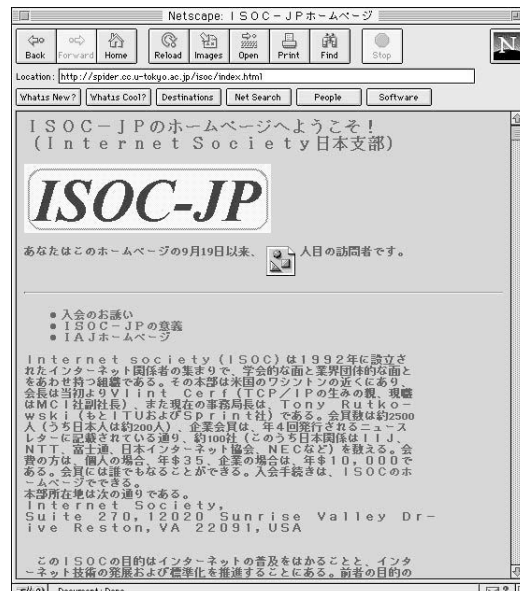 Netscape: ＩＳＯＣ－ＪＰホームページ
Back Forward Home Reload Images Open Print Find Stop
N
Location: http://spider.cc.u-tokyo.ac.jp/isoc/index.html
What's New? What's Cool? Destinations Net Search People Software
ＩＳＯＣ－ＪＰのホームページへようこそ！
（Ｉｎｔｅｒｎｅｔ Ｓｏｃｉｅｔｙ日本支部）
ISOC-JP
あなたはこのホームページの9月19日以来、 人目の訪問者です。
● 入会のお誘い
● ＩＳＯＣ－ＪＰの意義
● ＩＡＪホームページ
Ｉｎｔｅｒｎｅｔ ｓｏｃｉｅｔｙ（ＩＳＯＣ）は１９９２年に設立さ
れたインターネット関係者の集まりで、学会的な面と業界団体的な面と
をあわせ持つ組織である。その本部は米国のワシントンの近くにあり、
会長は当初よりＶｌｉｎｔ Ｃｅｒｆ（ＴＣＰ／ＩＰの生みの親、現職
はＭＣＩ社副社長）、また現在の事務局長は、Ｔｏｎｙ Ｒｕｔｋｏ－
ｗｓｋｉ（もとＩＴＵおよびＳｐｒｉｎｔ社）である。会員数は約2500
人（うち日本人は約200人）、企業会員は、年４回発行されるニュース
レターに記載されている通り、約100社（このうち日本関係はＩＩＪ、
ＮＴＴ、富士通、日本インターネット協会、ＮＥＣなど）を数える。会
費の方は、個人の場合、年＄３５、企業の場合は、年＄１０，０００で
ある。会員には誰でもなることができる。入会手続きは、ＩＳＯＣのホ
ームページでできる。
本部所在地は次の通りである。
Ｉｎｔｅｒｎｅｔ Ｓｏｃｉｅｔｙ，
Ｓｕｉｔｅ ２７０，１２０２０ Ｓｕｎｒｉｓｅ Ｖａｌｌｅｙ Ｄｒ－
ｉｖｅ Ｒｅｓｔｏｎ，ＶＡ ２２０９１，ＵＳＡ
このＩＳＯＣの目的はインターネットの普及をはかることと、インタ
ーネット技術の発展および標準化を推進することにある。前者の目的の
Document: Done.